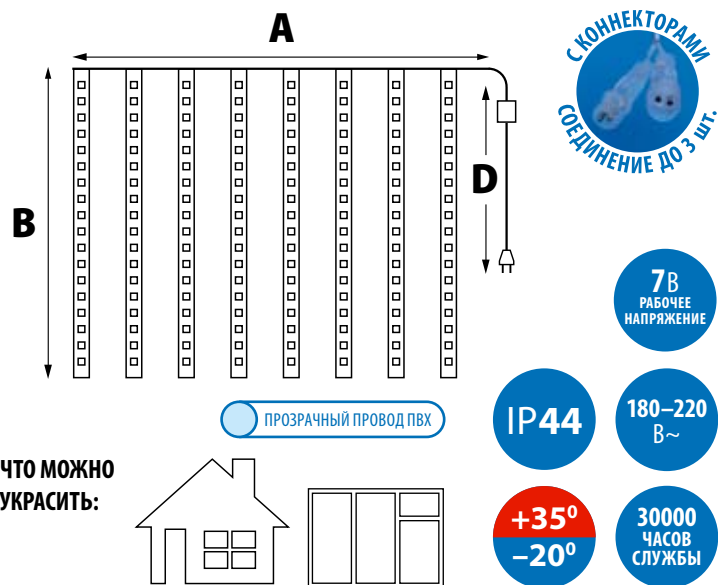 A
B
D
С КОННЕКТОРАМИ
СОЕДИНЕНИЕ ДО 3 ШТ.
7В
РАБОЧЕЕ
НАПРЯЖЕНИЕ
ПРОЗРАЧНЫЙ ПРОВОД ПВХ
IP44
180–220
В~
ЧТО МОЖНО
УКРАСИТЬ:
+35⁰
–20⁰
30000
ЧАСОВ
СЛУЖБЫ